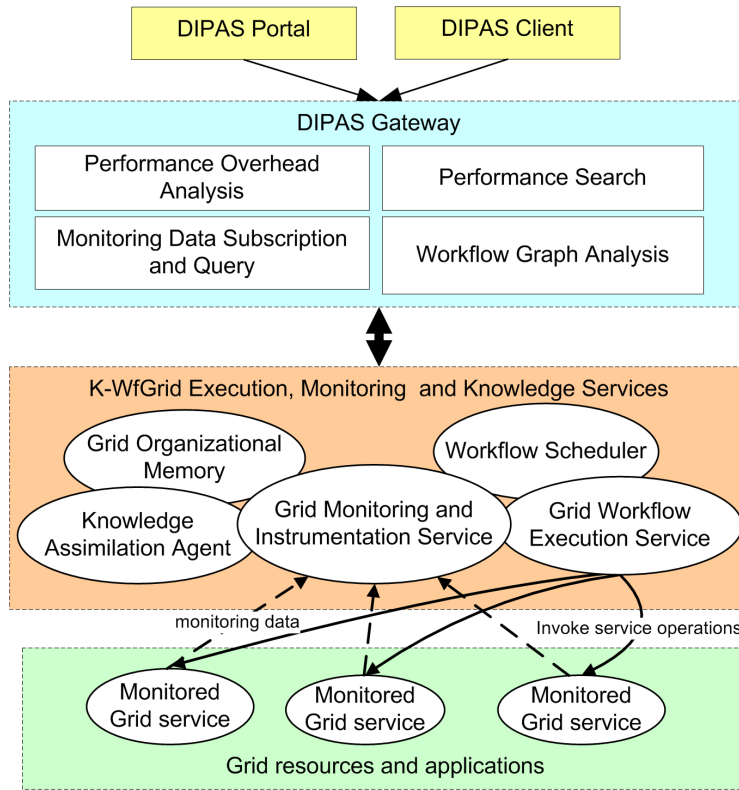 DIPAS Portal
DIPAS Client
DIPAS Gateway
Performance Overhead
Analysis
Performance Search
Monitoring Data Subscription
and Query
Workflow Graph Analysis
K-WfGrid Execution, Monitoring and Knowledge Services
Grid Organizational
Memory
Workflow Scheduler
Knowledge
Assimilation Agent
Grid Monitoring and
Instrumentation Service
Grid Workflow
Execution Service
monitoring data
Invoke service operations
Monitored
Grid service
Monitored
Grid service
Monitored
Grid service
Grid resources and applications